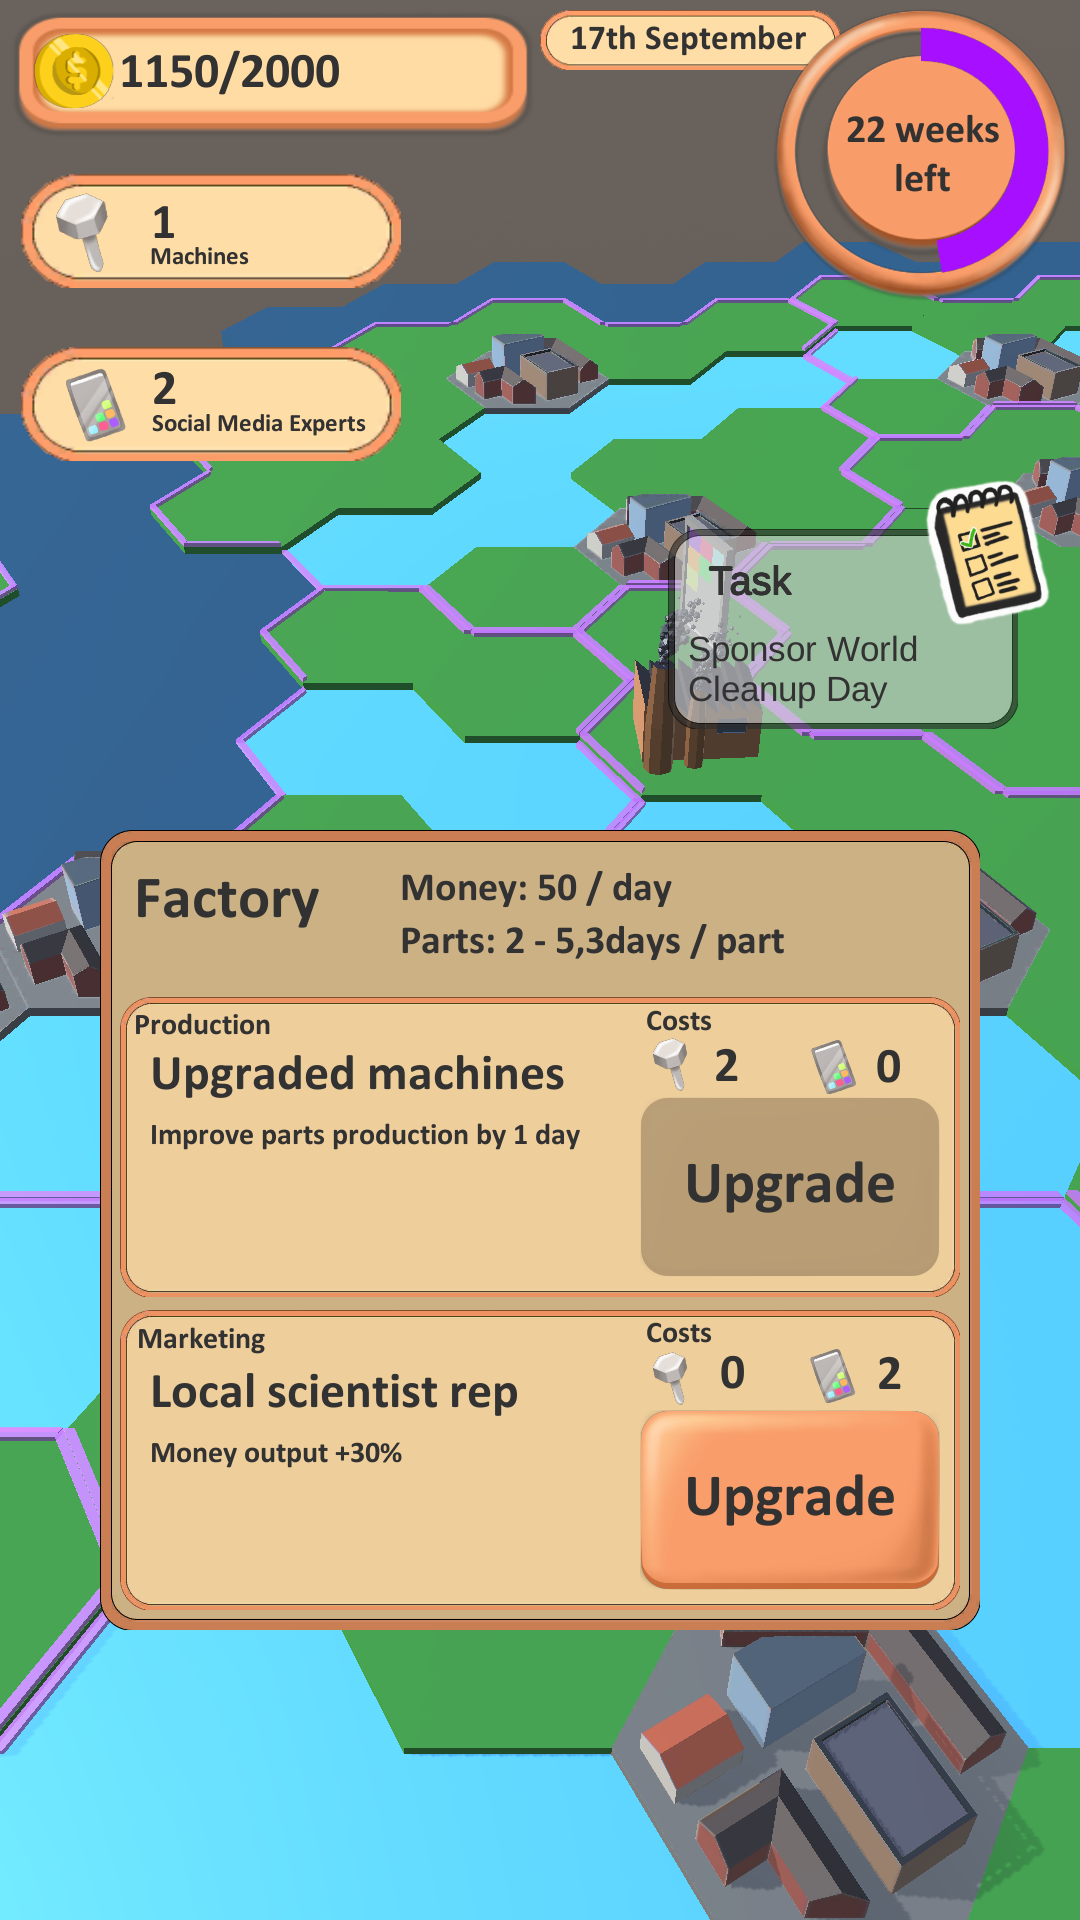 1150/2000
17th September
22 weeks
left
1
Machines
2
Social Media Experts
Task
Sponsor World
Cleanup Day
Factory
Money: 50 / day
Parts: 2 - 5,3days / part
Production
Costs
Upgraded machines
2
0
Improve parts production by 1 day
Upgrade
Marketing
Costs
Local scientist rep
0
2
Money output +30%
Upgrade